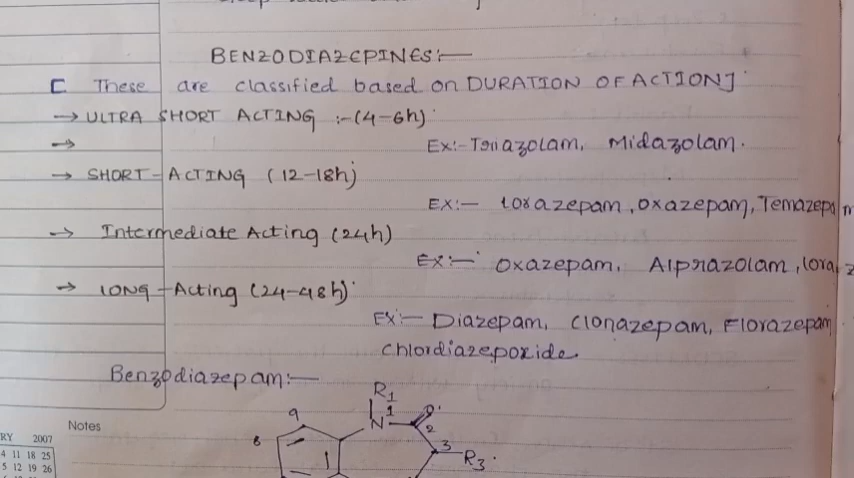 BENZODIAZEPINES:-
[ These are classified based on DURATION OF ACTION]
→ ULTRA SHORT ACTING :-(4-6h)
→ Ex:- Triazolam, Midazolam.
→ SHORT-ACTING (12-18h)
EX:- lorazepam, oxazepam, Temazepam
→ Intermediate Acting (24h)
EX:- Oxazepam, Alprazolam, loraz
→ LONG-Acting (24-48h)
EX:- Diazepam, Clonazepam, Florazepam
Chlordiazepoxide
Benzodiazepam:-
R1
9 1 O
N 2
8
3 R3
Notes
RY 2007
4 11 18 25
5 12 19 26